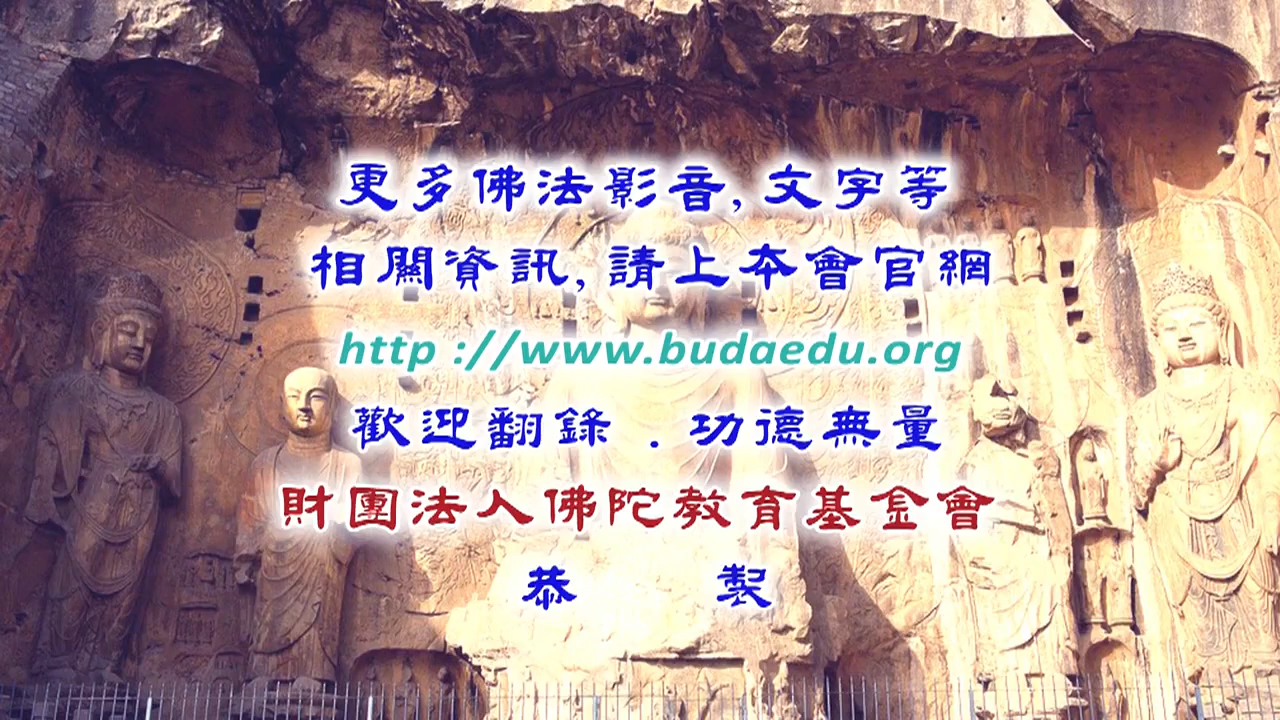 更多佛法影音,文字等
相關資訊,請上本會官網
http ://www.budaedu.org
歡迎翻錄 . 功德無量
財團法人佛陀教育基金會
恭 製